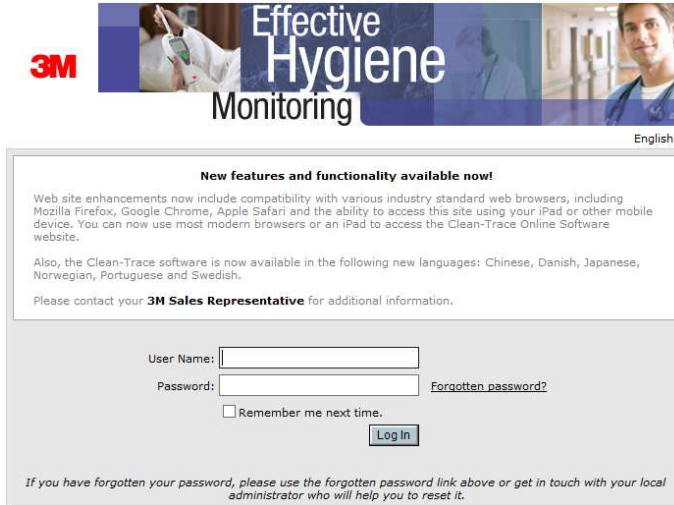 3M
Effective
Hygiene
Monitoring
English
New features and functionality available now!
Web site enhancements now include compatibility with various industry standard web browsers, including
Mozilla Firefox, Google Chrome, Apple Safari and the ability to access this site using your iPad or other mobile
device. You can now use most modern browsers or an iPad to access the Clean-Trace Online Software
website.
Also, the Clean-Trace software is now available in the following new languages: Chinese, Danish, Japanese,
Norwegian, Portuguese and Swedish.
Please contact your 3M Sales Representative for additional information.
User Name:
Password: Forgotten password?
Remember me next time.
Log In
If you have forgotten your password, please use the forgotten password link above or get in touch with your local
administrator who will help you to reset it.